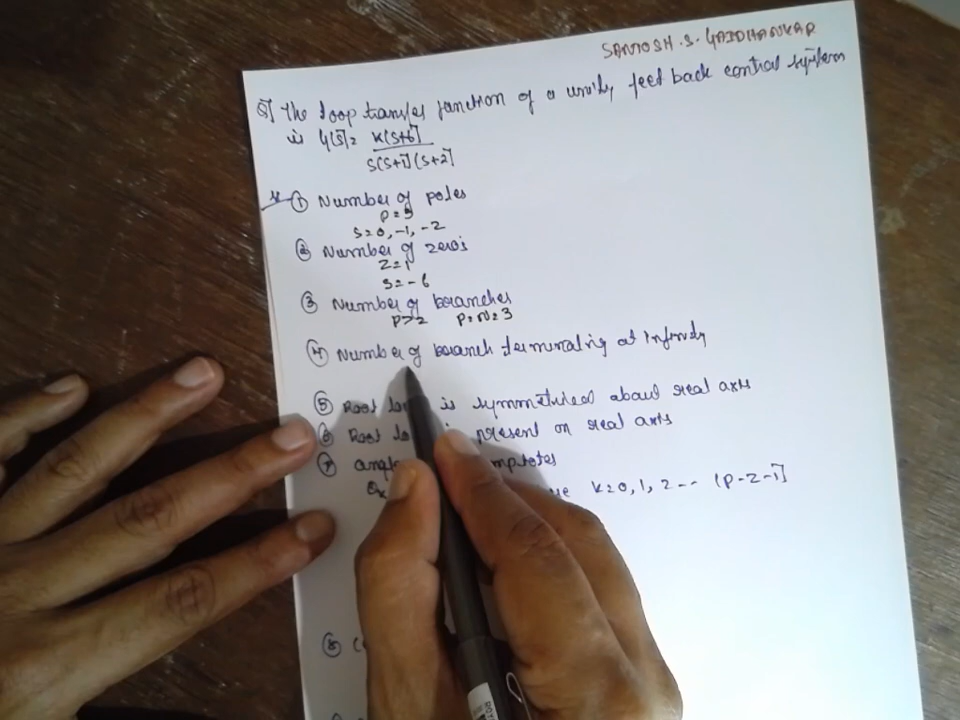 SANTOSH.S.GAIDHANKAR
Q] The loop transfer function of a unity feet back control system
is G(s)= K(s+6)
s(s+1)(s+2)
① Number of poles
P=3
s=0, -1, -2
② Number of zeros
Z=1
s=-6
③ Number of branches
P>Z P=N=3
④ Number of branch terminating at infinity
⑤ Root is symmetrical about real axis
⑥ Root present on real axis
⑦ K=0, 1, 2 -- (P-Z-1]
⑧